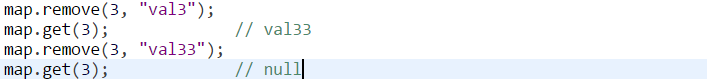 map.remove(3, "val3");
map.get(3);             // val33
map.remove(3, "val33");
map.get(3);             // null